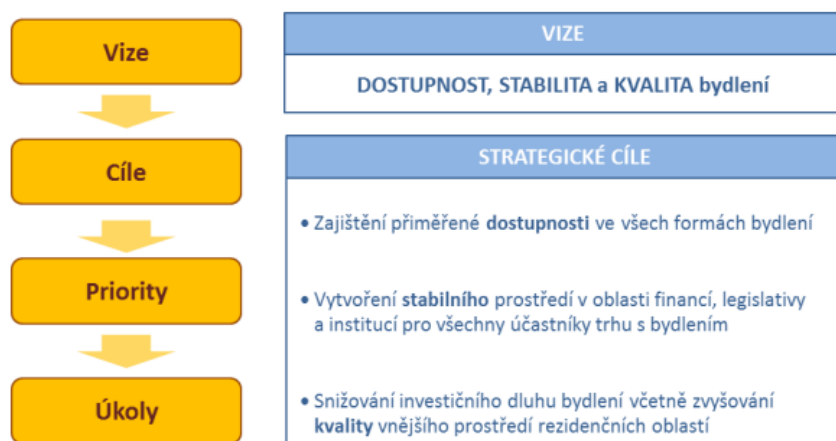 Vize
Cíle
Priority
Úkoly
VIZE
DOSTUPNOST, STABILITA a KVALITA bydlení
STRATEGICKÉ CÍLE
• Zajištění přiměřené dostupnosti ve všech formách bydlení
• Vytvoření stabilního prostředí v oblasti financí, legislativy
a institucí pro všechny účastníky trhu s bydlením
• Snižování investičního dluhu bydlení včetně zvyšování
kvality vnějšího prostředí rezidenčních oblastí